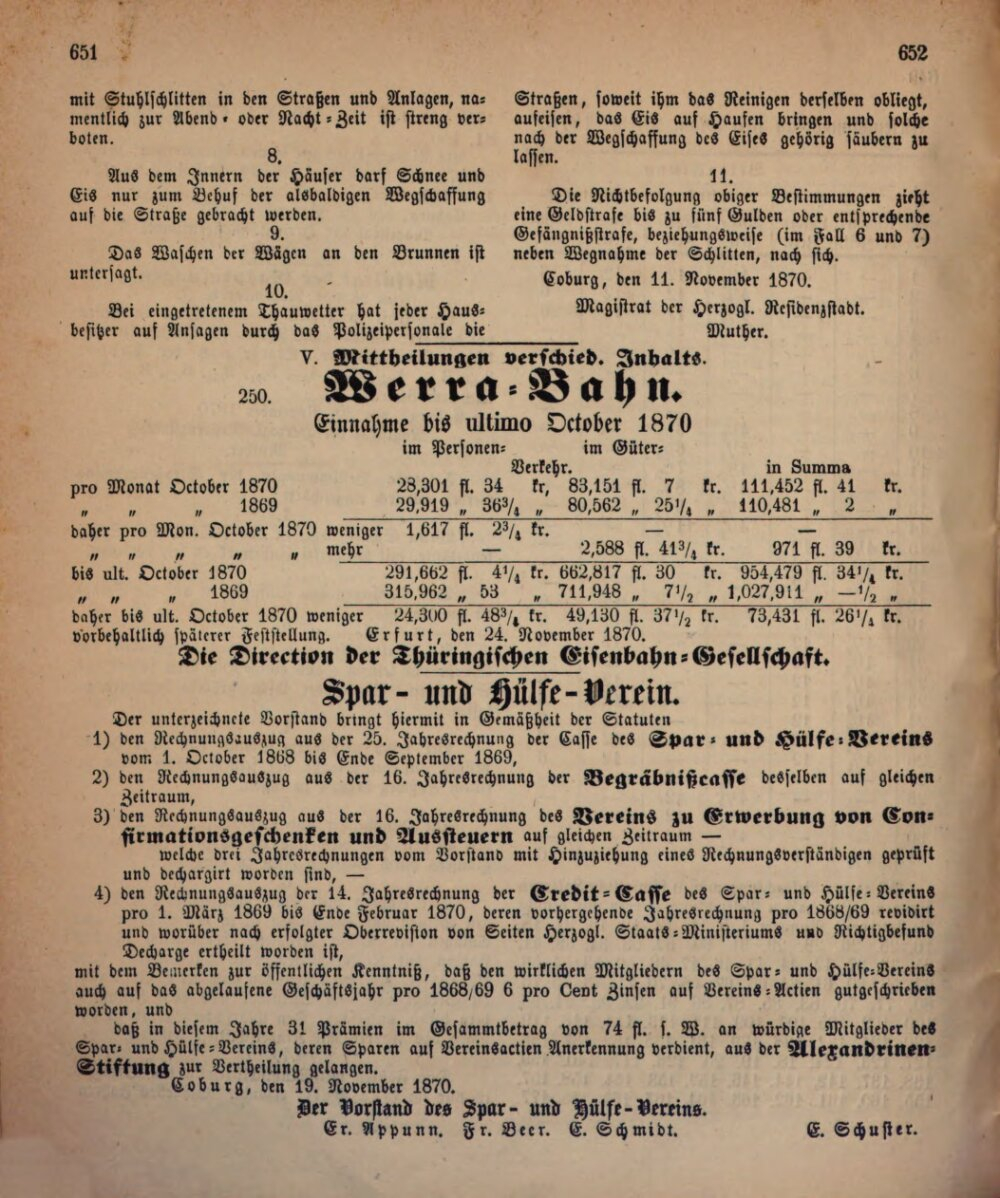 651
652
mit Stuhlschlitten in den Straßen und Anlagen, na-
mentlich zur Abend- oder Nacht-Zeit ist streng ver-
boten.
8.
Aus dem Innern der Häuser darf Schnee und
Eis nur zum Behuf der alsbaldigen Wegschaffung
auf die Straße gebracht werden.
9.
Das Waschen der Wägen an den Brunnen ist
untersagt.
10.
Bei eingetretenem Thauwetter hat jeder Haus-
besitzer auf Ansagen durch das Polizeipersonale die
Straßen, soweit ihm das Reinigen derselben obliegt,
aufeisen, das Eis auf Haufen bringen und solche
nach der Wegschaffung des Eises gehörig säubern zu
lassen.
11.
Die Nichtbefolgung obiger Bestimmungen zieht
eine Geldstrafe bis zu fünf Gulden oder entsprechende
Gefängnißstrafe, beziehungsweise (im Fall 6 und 7)
neben Wegnahme der Schlitten, nach sich.
Coburg, den 11. November 1870.
Magistrat der Herzogl. Residenzstadt.
Muther.
V. Mittheilungen verschied. Inhalts.
250. Werra-Bahn.
Einnahme bis ultimo October 1870
im Personen- im Güter-
Verkehr. in Summa
pro Monat October 1870 28,301 fl. 34 kr, 83,151 fl. 7 kr. 111,452 fl. 41 kr.
„ „ „ 1869 29,919 „ 36³/₄ „ 80,562 „ 25¹/₄ „ 110,481 „ 2 „
daher pro Mon. October 1870 weniger 1,617 fl. 2³/₄ kr. — —
„ „ „ „ „ mehr — 2,588 fl. 41³/₄ kr. 971 fl. 39 kr.
bis ult. October 1870 291,662 fl. 4¹/₄ kr. 662,817 fl. 30 kr. 954,479 fl. 34¹/₄ kr.
„ „ „ 1869 315,962 „ 53 „ 711,948 „ 7¹/₂ „ 1,027,911 „ —¹/₂ „
daher bis ult. October 1870 weniger 24,300 fl. 48³/₄ kr. 49,130 fl. 37¹/₂ kr. 73,431 fl. 26¹/₄ kr.
vorbehaltlich späterer Feststellung. Erfurt, den 24. November 1870.
Die Direction der Thüringischen Eisenbahn-Gesellschaft.
Spar- und Hülfe-Verein.
Der unterzeichnete Vorstand bringt hiermit in Gemäßheit der Statuten
1) den Rechnungsauszug aus der 25. Jahresrechnung der Casse des Spar- und Hülfe-Vereins
vom 1. October 1868 bis Ende September 1869,
2) den Rechnungsauszug aus der 16. Jahresrechnung der Begräbnißcasse desselben auf gleichen
Zeitraum,
3) den Rechnungsauszug aus der 16. Jahresrechnung des Vereins zu Erwerbung von Con-
firmationsgeschenken und Aussteuern auf gleichen Zeitraum —
welche drei Jahresrechnungen vom Vorstand mit Hinzuziehung eines Rechnungsverständigen geprüft
und dechargirt worden sind, —
4) den Rechnungsauszug der 14. Jahresrechnung der Credit-Casse des Spar- und Hülfe-Vereins
pro 1. März 1869 bis Ende Februar 1870, deren vorhergehende Jahresrechnung pro 1868/69 revidirt
und worüber nach erfolgter Oberrevision von Seiten Herzogl. Staats-Ministeriums und Richtigbefund
Decharge ertheilt worden ist,
mit dem Bemerken zur öffentlichen Kenntniß, daß den wirklichen Mitgliedern des Spar- und Hülfe-Vereins
auch auf das abgelaufene Geschäftsjahr pro 1868/69 6 pro Cent Zinsen auf Vereins-Actien gutgeschrieben
worden, und
daß in diesem Jahre 31 Prämien im Gesammtbetrag von 74 fl. s. W. an würdige Mitglieder des
Spar- und Hülfe-Vereins, deren Sparen auf Vereinsactien Anerkennung verdient, aus der Alexandrinen-
Stiftung zur Vertheilung gelangen.
Coburg, den 19. November 1870.
Der Vorstand des Spar- und Hülfe-Vereins.
Er. Appunn. Fr. Beer. E. Schmidt. E. Schuster.